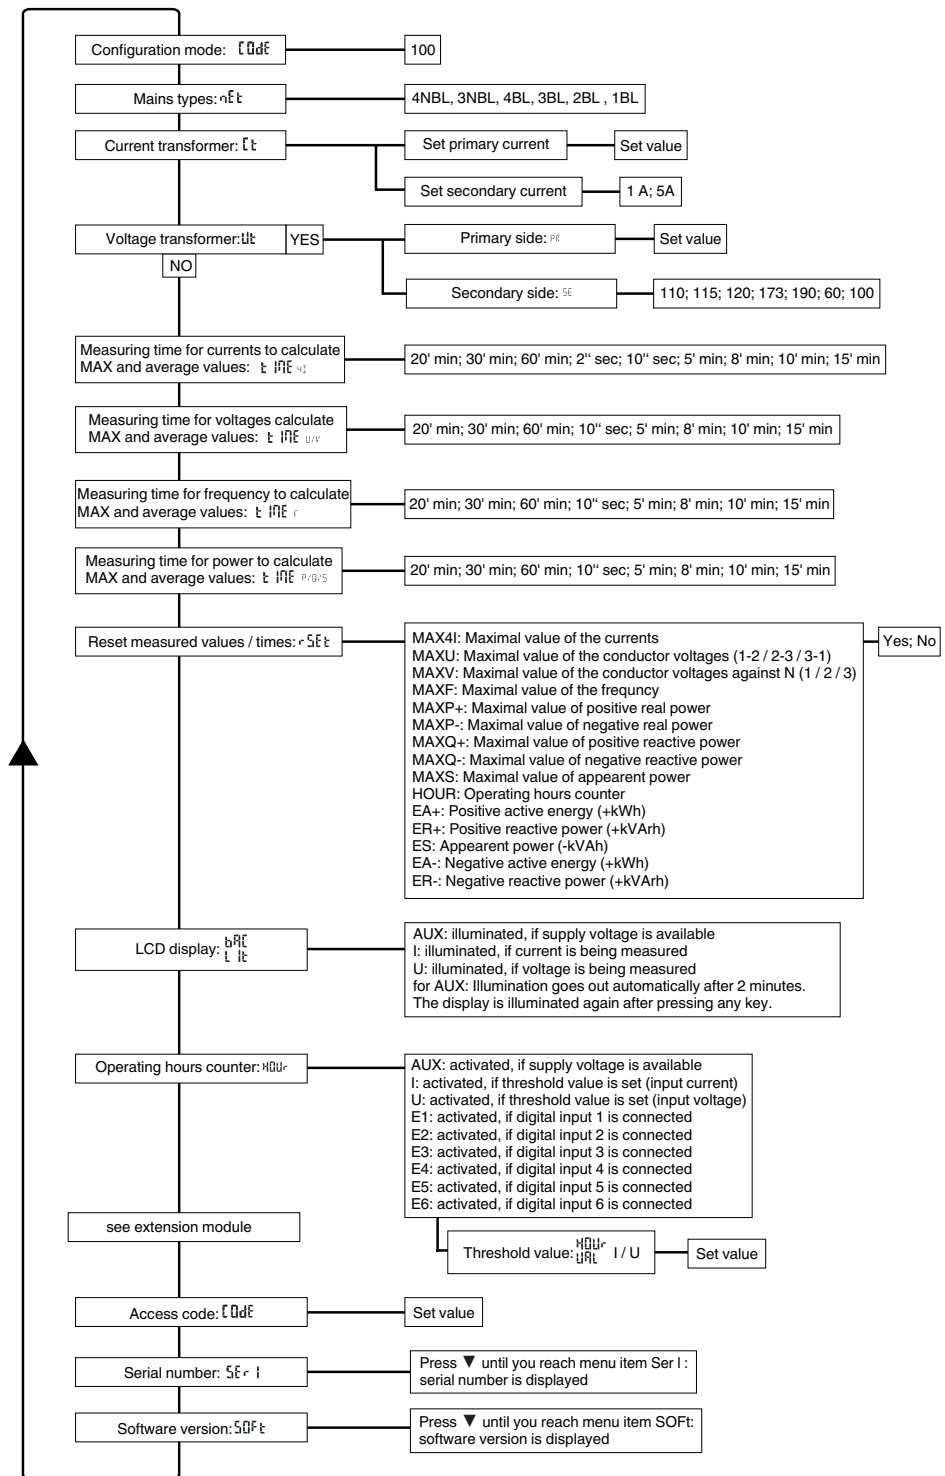 Configuration mode: COdE
100
Mains types: nEt
4NBL, 3NBL, 4BL, 3BL, 2BL , 1BL
Current transformer: Ct
Set primary current
Set value
Set secondary current
1 A; 5A
Voltage transformer: Ut
YES
NO
Primary side: PR
Set value
Secondary side: SE
110; 115; 120; 173; 190; 60; 100
Measuring time for currents to calculate
MAX and average values: tIME 4I
20' min; 30' min; 60' min; 2'' sec; 10'' sec; 5' min; 8' min; 10' min; 15' min
Measuring time for voltages calculate
MAX and average values: tIME U/V
20' min; 30' min; 60' min; 10'' sec; 5' min; 8' min; 10' min; 15' min
Measuring time for frequency to calculate
MAX and average values: tIME F
20' min; 30' min; 60' min; 10'' sec; 5' min; 8' min; 10' min; 15' min
Measuring time for power to calculate
MAX and average values: tIME P/Q/S
20' min; 30' min; 60' min; 10'' sec; 5' min; 8' min; 10' min; 15' min
Reset measured values / times: rSEt
MAX4I: Maximal value of the currents
MAXU: Maximal value of the conductor voltages (1-2 / 2-3 / 3-1)
MAXV: Maximal value of the conductor voltages against N (1 / 2 / 3)
MAXF: Maximal value of the frequncy
MAXP+: Maximal value of positive real power
MAXP-: Maximal value of negative real power
MAXQ+: Maximal value of positive reactive power
MAXQ-: Maximal value of negative reactive power
MAXS: Maximal value of appearent power
HOUR: Operating hours counter
EA+: Positive active energy (+kWh)
ER+: Positive reactive power (+kVArh)
ES: Appearent power (-kVAh)
EA-: Negative active energy (+kWh)
ER-: Negative reactive power (+kVArh)
Yes; No
LCD display: bAC
LIt
AUX: illuminated, if supply voltage is available
I: illuminated, if current is being measured
U: illuminated, if voltage is being measured
for AUX: Illumination goes out automatically after 2 minutes.
The display is illuminated again after pressing any key.
Operating hours counter: HOUr
AUX: activated, if supply voltage is available
I: activated, if threshold value is set (input current)
U: activated, if threshold value is set (input voltage)
E1: activated, if digital input 1 is connected
E2: activated, if digital input 2 is connected
E3: activated, if digital input 3 is connected
E4: activated, if digital input 4 is connected
E5: activated, if digital input 5 is connected
E6: activated, if digital input 6 is connected
see extension module
Threshold value: HOUr I / U
UAL
Set value
Access code: COdE
Set value
Serial number: SErI
Press ▼ until you reach menu item Ser I :
serial number is displayed
Software version: SOFt
Press ▼ until you reach menu item SOFt:
software version is displayed